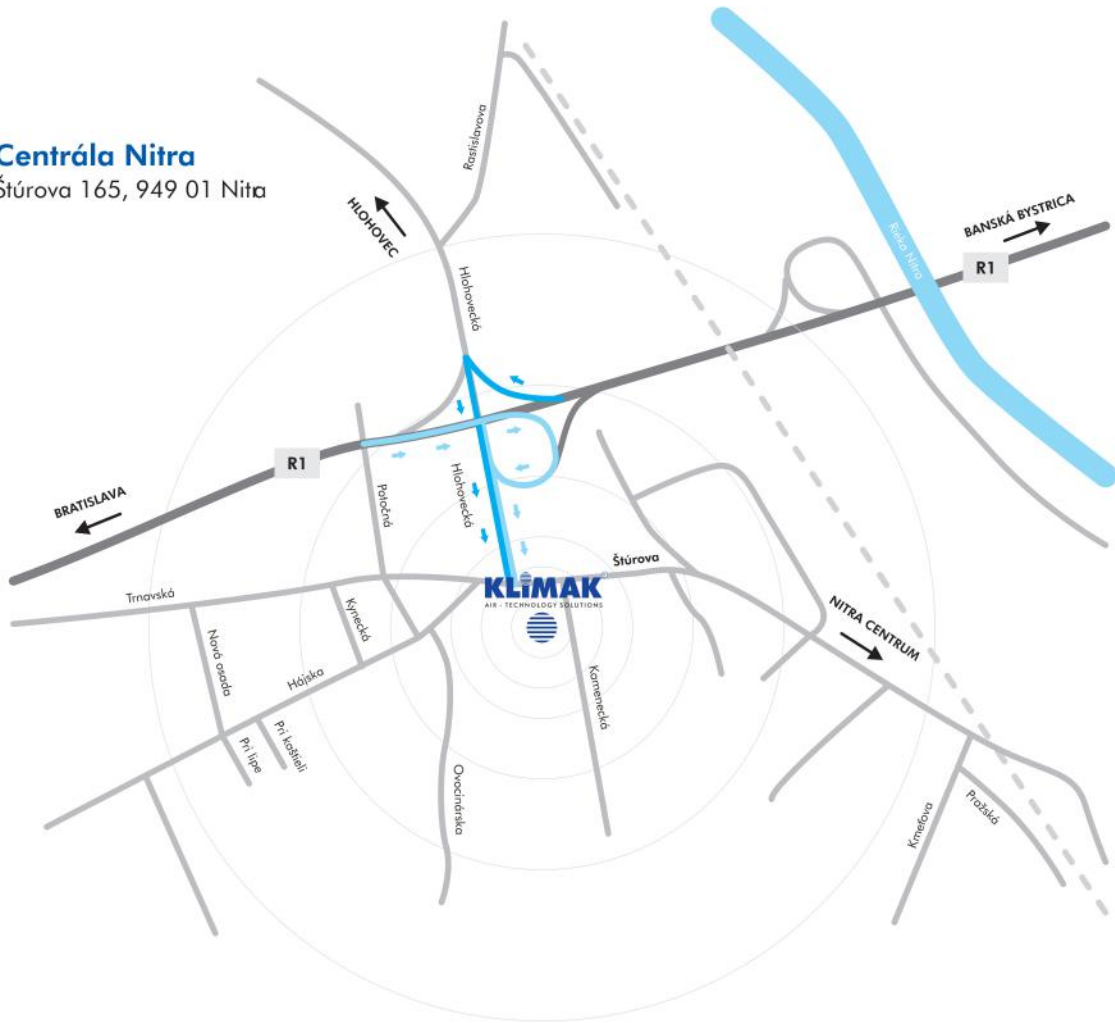 Centrála Nitra
Štúrova 165, 949 01 Nitra
Rastislavova
HLOHOVEC
BANSKÁ BYSTRICA
Rieka Nitra
R1
Hlohovecká
R1
BRATISLAVA
Potočná
Hlohovecká
Štúrova
KLiMAK
AIR - TECHNOLOGY SOLUTIONS
Trnavská
Kynecká
Nová osada
Hájska
NITRA CENTRUM
Kamenecká
Pri kaštieli
Pri lipe
Ovocinárska
Kmeťova
Pražská